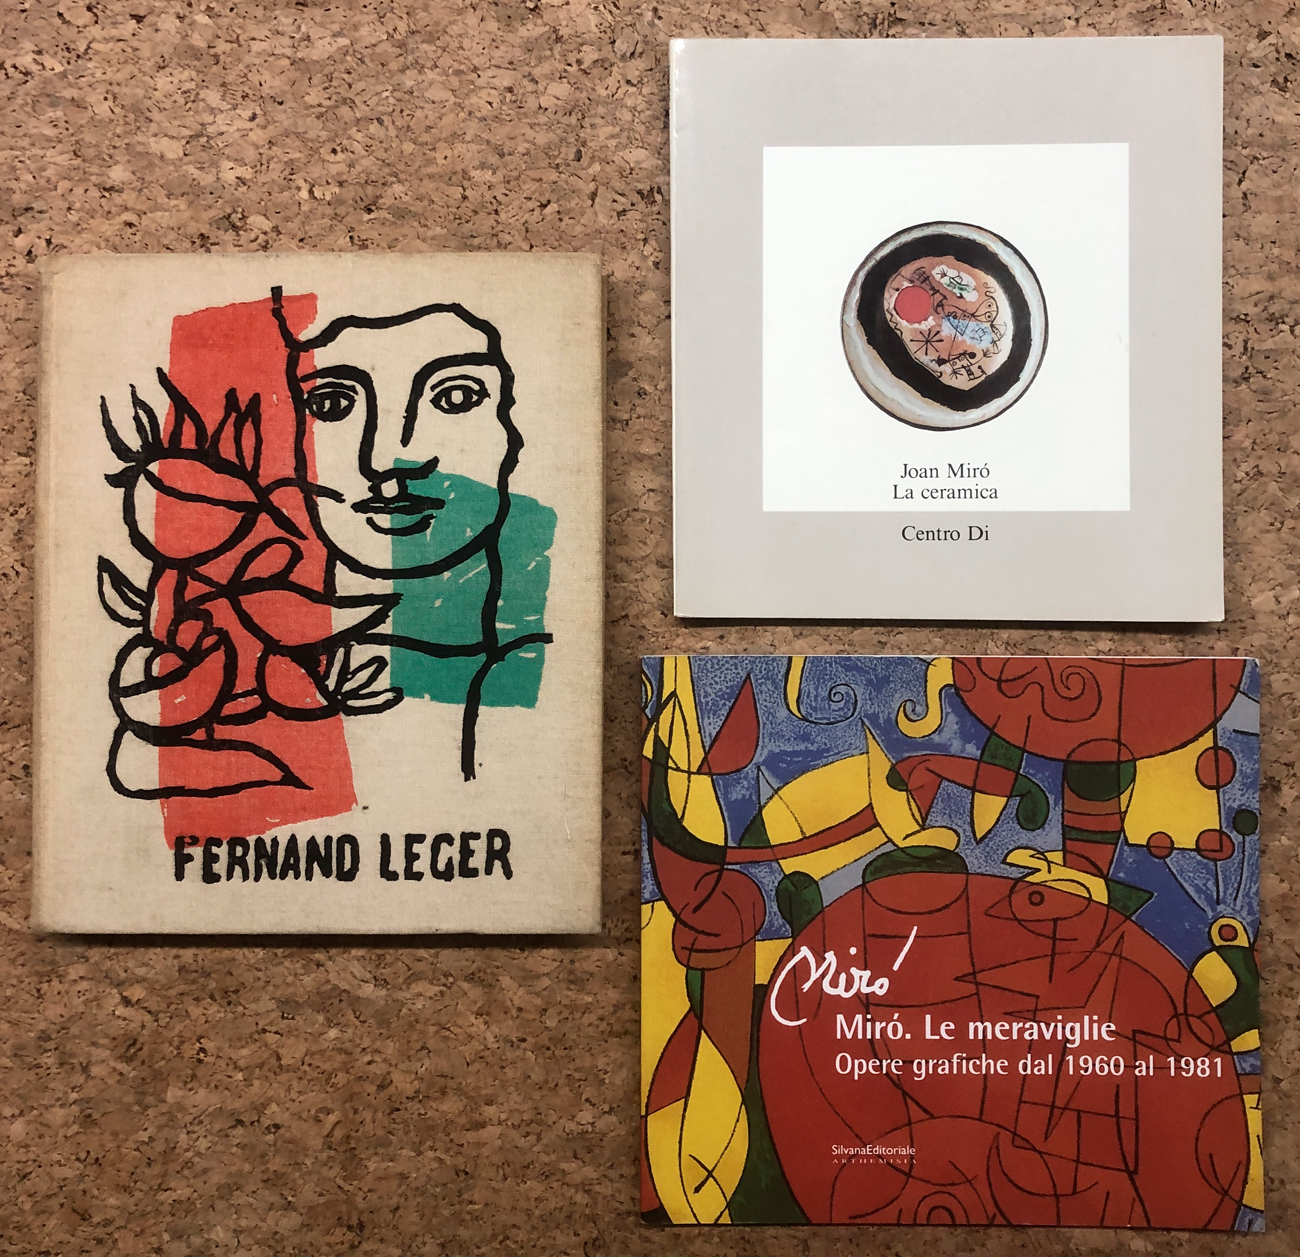 FERNAND LEGER
Joan Miró
La ceramica
Centro Di
Miró
Miró. Le meraviglie
Opere grafiche dal 1960 al 1981
SilvanaEditoriale
ARTHEMISIA